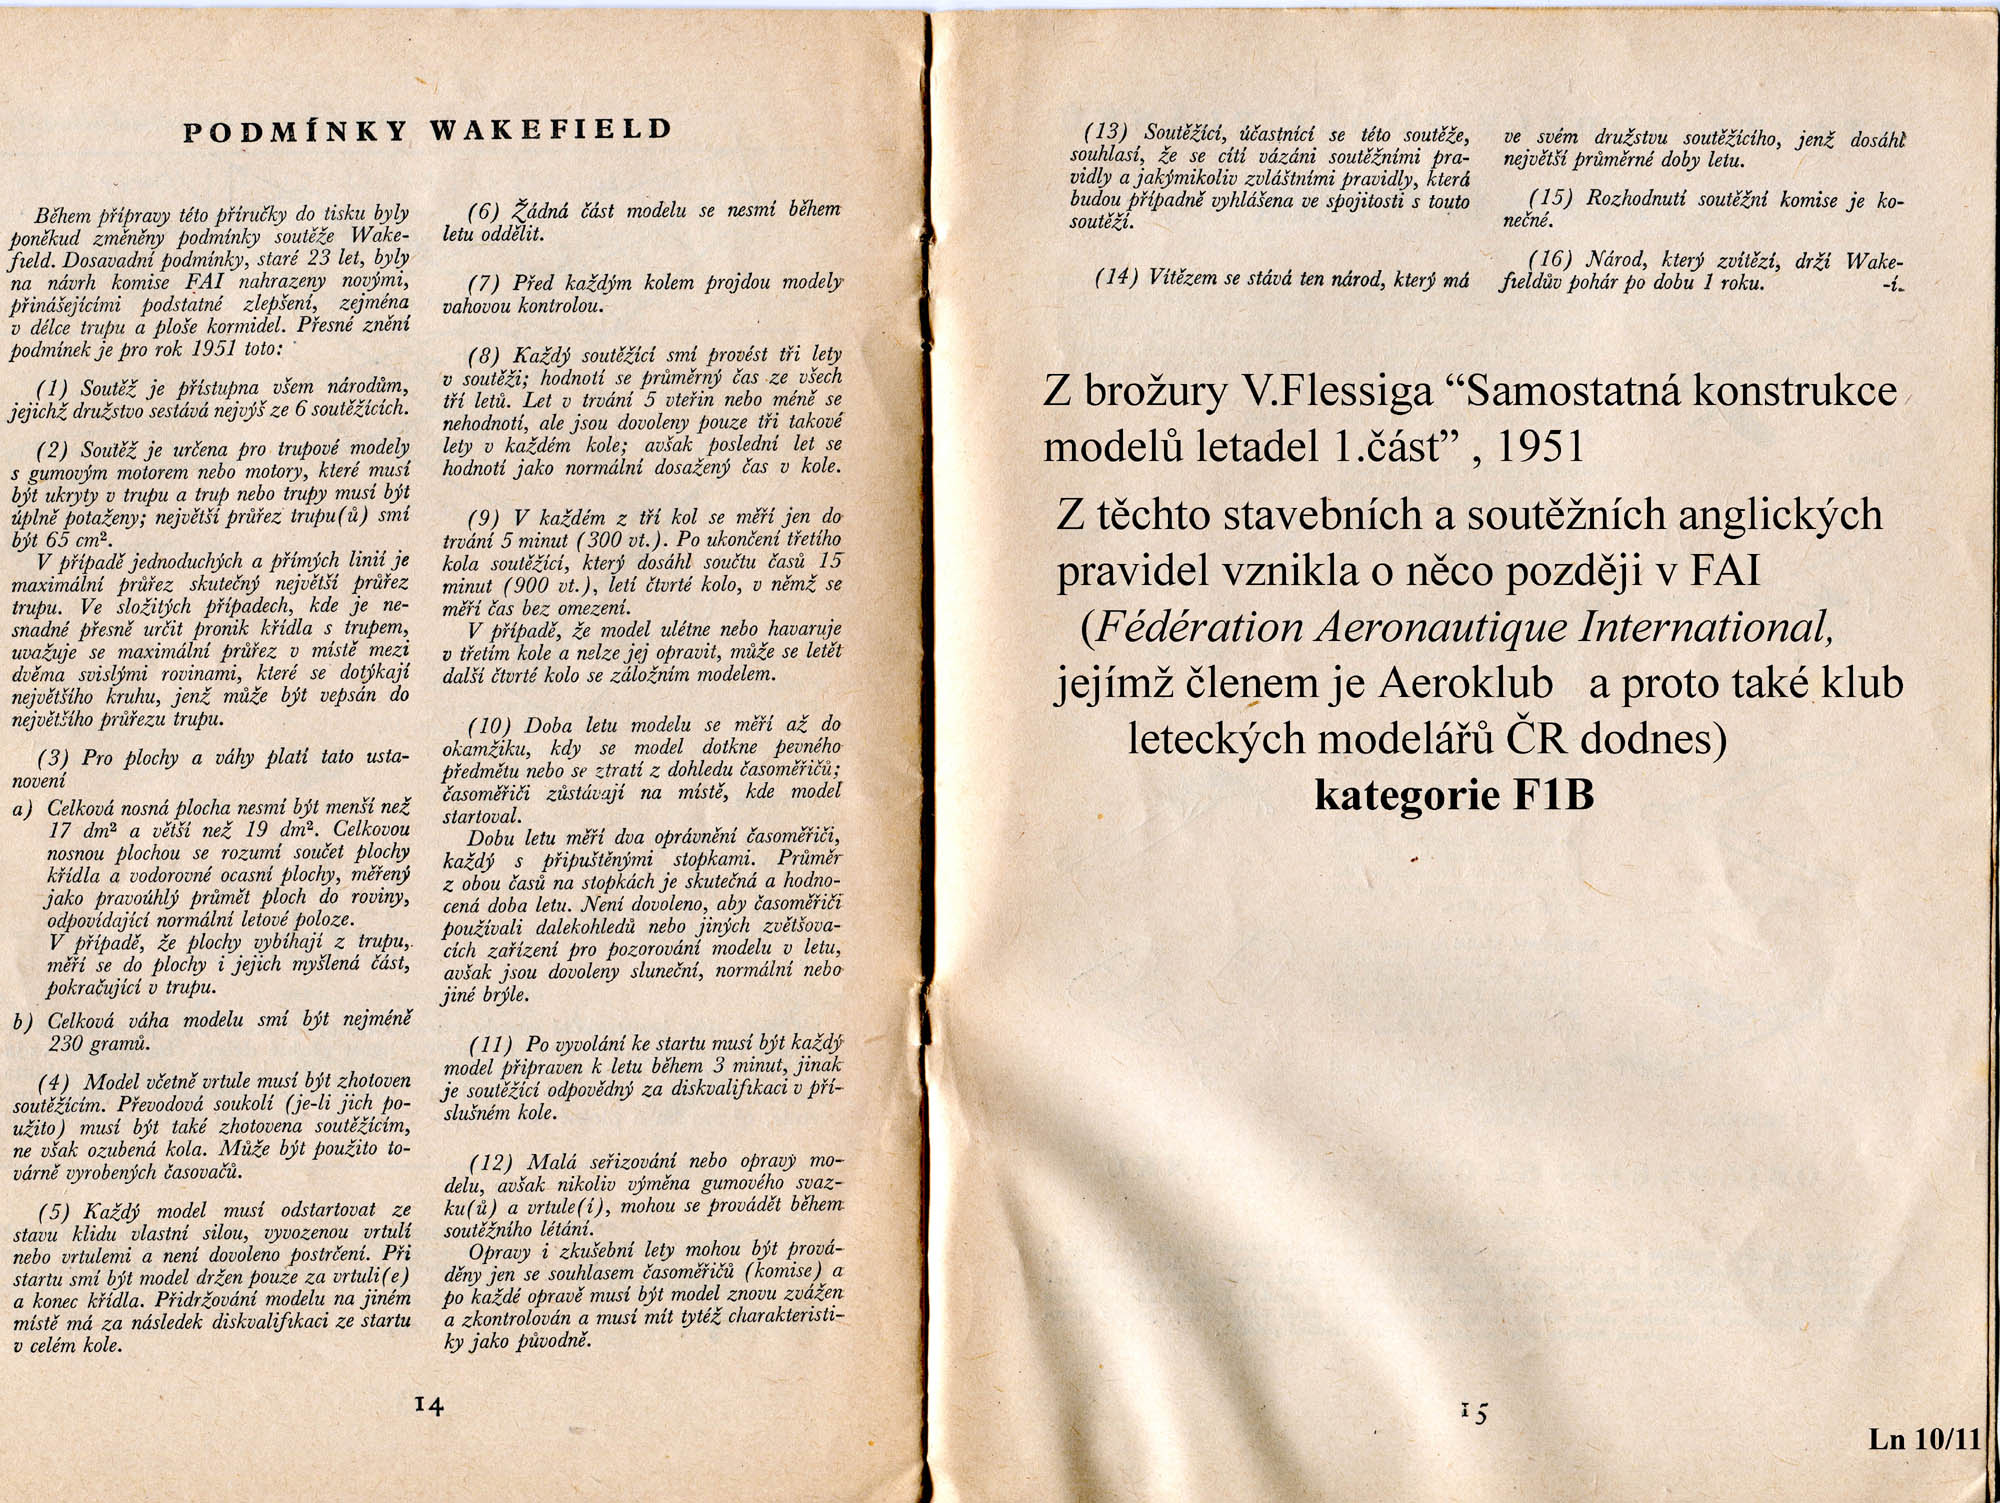 PODMÍNKY WAKEFIELD
Během přípravy této příručky do tisku byly
poněkud změněny podmínky soutěže Wake-
field. Dosavadní podmínky, staré 23 let, byly
na návrh komise FAI nahrazeny novými,
přinášejícími podstatné zlepšení, zejména
v délce trupu a ploše kormidel. Přesné znění
podmínek je pro rok 1951 toto:
(1) Soutěž je přístupna všem národům,
jejichž družstvo sestává nejvýš ze 6 soutěžících.
(2) Soutěž je určena pro trupové modely
s gumovým motorem nebo motory, které musí
být ukryty v trupu a trup nebo trupy musí být
úplně potaženy; největší průřez trupu(ů) smí
být 65 cm².
V případě jednoduchých a přímých linií je
maximální průřez skutečný největší průřez
trupu. Ve složitých případech, kde je ne-
snadné přesně určit pronik křídla s trupem,
uvažuje se maximální průřez v místě mezi
dvěma svislými rovinami, které se dotýkají
největšího kruhu, jenž může být vepsán do
největšího průřezu trupu.
(3) Pro plochy a váhy platí tato usta-
novení
a) Celková nosná plocha nesmí být menší než
17 dm² a větší než 19 dm². Celkovou
nosnou plochou se rozumí součet plochy
křídla a vodorovné ocasní plochy, měřený
jako pravoúhlý průmět ploch do roviny,
odpovídající normální letové poloze.
V případě, že plochy vybíhají z trupu,
měří se do plochy i jejich myšlená část,
pokračující v trupu.
b) Celková váha modelu smí být nejméně
230 gramů.
(4) Model včetně vrtule musí být zhotoven
soutěžícím. Převodová soukolí (je-li jich po-
užito) musí být také zhotovena soutěžícím,
ne však ozubená kola. Může být použito to-
várně vyrobených časovačů.
(5) Každý model musí odstartovat ze
stavu klidu vlastní silou, vyvozenou vrtulí
nebo vrtulemi a není dovoleno postrčení. Při
startu smí být model držen pouze za vrtuli(e)
a konec křídla. Přidržování modelu na jiném
místě má za následek diskvalifikaci ze startu
v celém kole.
(6) Žádná část modelu se nesmí během
letu oddělit.
(7) Před každým kolem projdou modely
vahovou kontrolou.
(8) Každý soutěžící smí provést tři lety
v soutěži; hodnotí se průměrný čas ze všech
tří letů. Let v trvání 5 vteřin nebo méně se
nehodnotí, ale jsou dovoleny pouze tři takové
lety v každém kole; avšak poslední let se
hodnotí jako normální dosažený čas v kole.
(9) V každém z tří kol se měří jen do
trvání 5 minut (300 vt.). Po ukončení třetího
kola soutěžící, který dosáhl součtu časů 15
minut (900 vt.), letí čtvrté kolo, v němž se
měří čas bez omezení.
V případě, že model ulétne nebo havaruje
v třetím kole a nelze jej opravit, může se letět
další čtvrté kolo se záložním modelem.
(10) Doba letu modelu se měří až do
okamžiku, kdy se model dotkne pevného
předmětu nebo se ztratí z dohledu časoměřičů;
časoměřiči zůstávají na místě, kde model
startoval.
Dobu letu měří dva oprávnění časoměřiči,
každý s připuštěnými stopkami. Průměr
z obou časů na stopkách je skutečná a hodno-
cená doba letu. Není dovoleno, aby časoměřiči
používali dalekohledů nebo jiných zvětšova-
cích zařízení pro pozorování modelu v letu,
avšak jsou dovoleny sluneční, normální nebo
jiné brýle.
(11) Po vyvolání ke startu musí být každý
model připraven k letu během 3 minut, jinak
je soutěžící odpovědný za diskvalifikaci v pří-
slušném kole.
(12) Malá seřizování nebo opravy mo-
delu, avšak nikoliv výměna gumového svaz-
ku(ů) a vrtule(í), mohou se provádět během
soutěžního létání.
Opravy i zkušební lety mohou být prová-
děny jen se souhlasem časoměřičů (komise) a
po každé opravě musí být model znovu zvážen
a zkontrolován a musí mít tytéž charakteristi-
ky jako původně.
14
(13) Soutěžící, účastnící se této soutěže,
souhlasí, že se cítí vázáni soutěžními pra-
vidly a jakýmikoliv zvláštními pravidly, která
budou případně vyhlášena ve spojitosti s touto
soutěží.
(14) Vítězem se stává ten národ, který má
ve svém družstvu soutěžícího, jenž dosáhl
největší průměrné doby letu.
(15) Rozhodnutí soutěžní komise je ko-
nečné.
(16) Národ, který zvítězí, drží Wake-
fieldův pohár po dobu 1 roku. -í.
Z brožury V.Flessiga “Samostatná konstrukce
modelů letadel 1.část” , 1951
Z těchto stavebních a soutěžních anglických
pravidel vznikla o něco později v FAI
(Fédération Aeronautique International,
jejímž členem je Aeroklub a proto také klub
leteckých modelářů ČR dodnes)
kategorie F1B
15
Ln 10/11